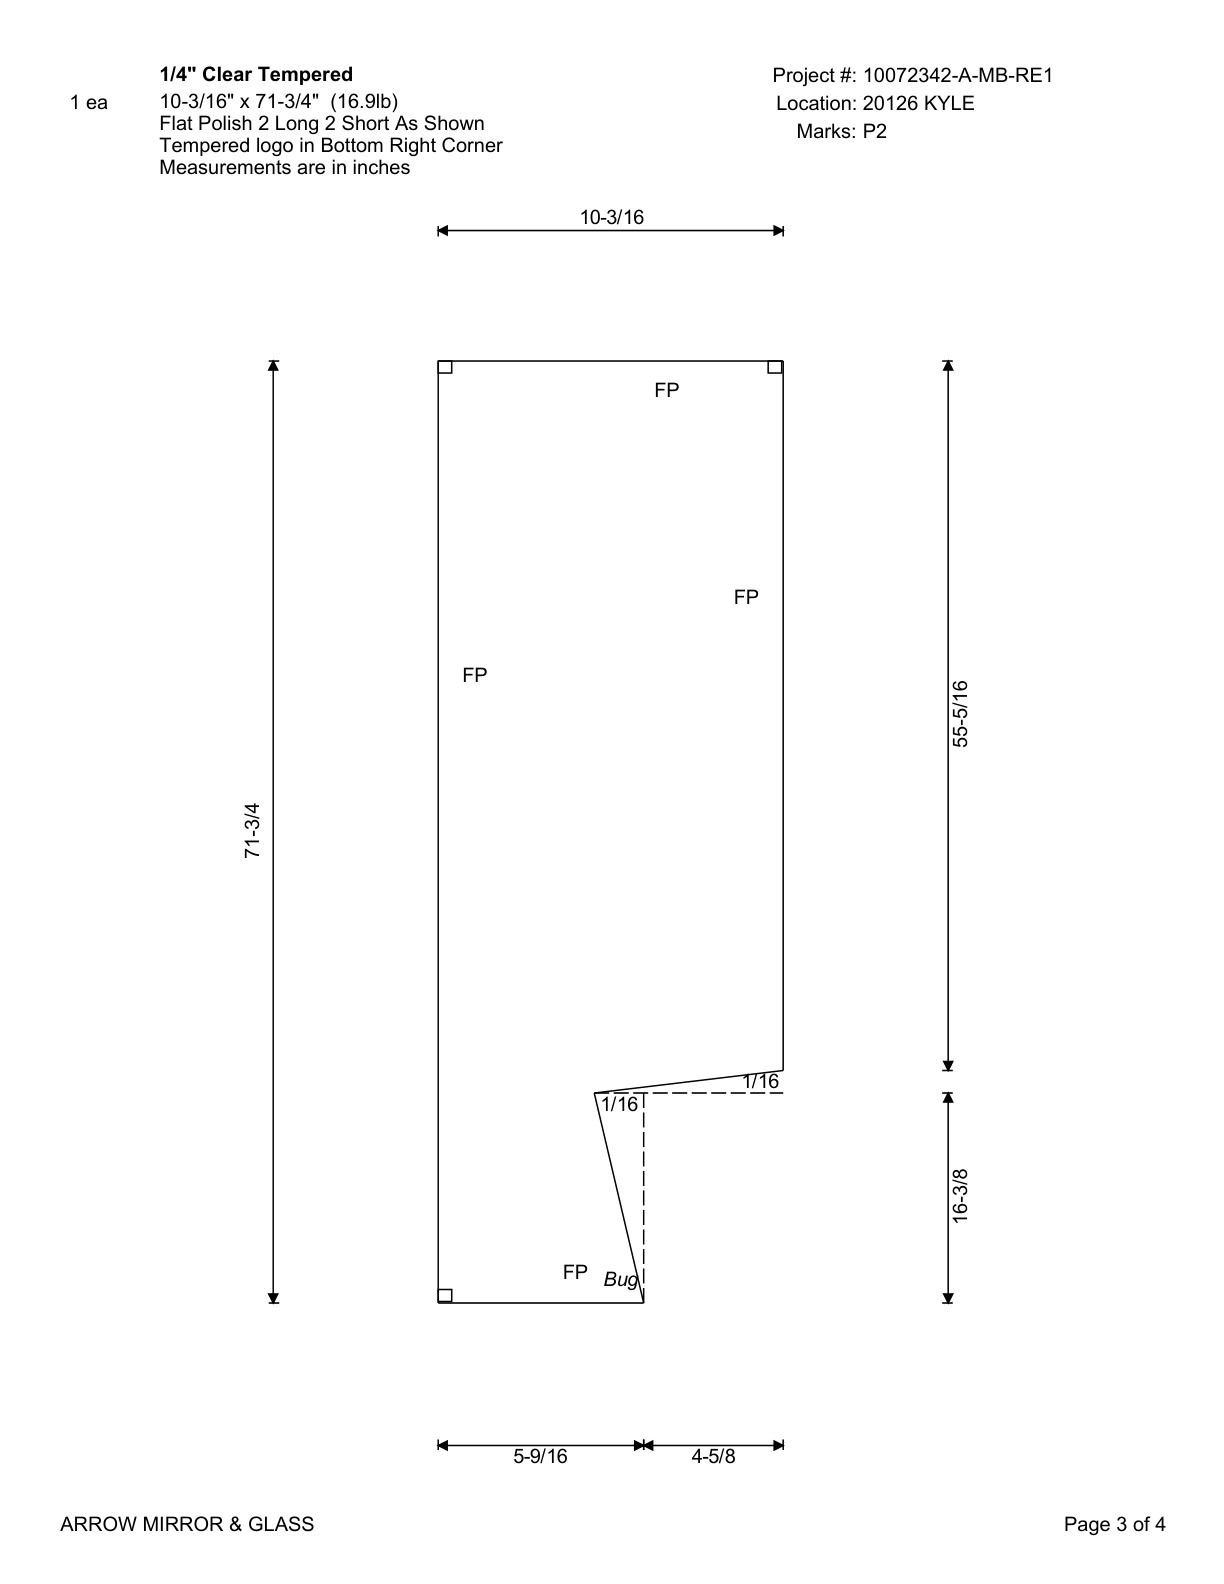 1/4" Clear Tempered
Project #: 10072342-A-MB-RE1
1 ea
10-3/16" x 71-3/4" (16.9lb)
Location: 20126 KYLE
Flat Polish 2 Long 2 Short As Shown
Marks: P2
Tempered logo in Bottom Right Corner
Measurements are in inches
10-3/16
FP
FP
FP
55-5/16
71-3/4
1/16
1/16
16-3/8
FP
Bug
5-9/16
4-5/8
ARROW MIRROR & GLASS
Page 3 of 4